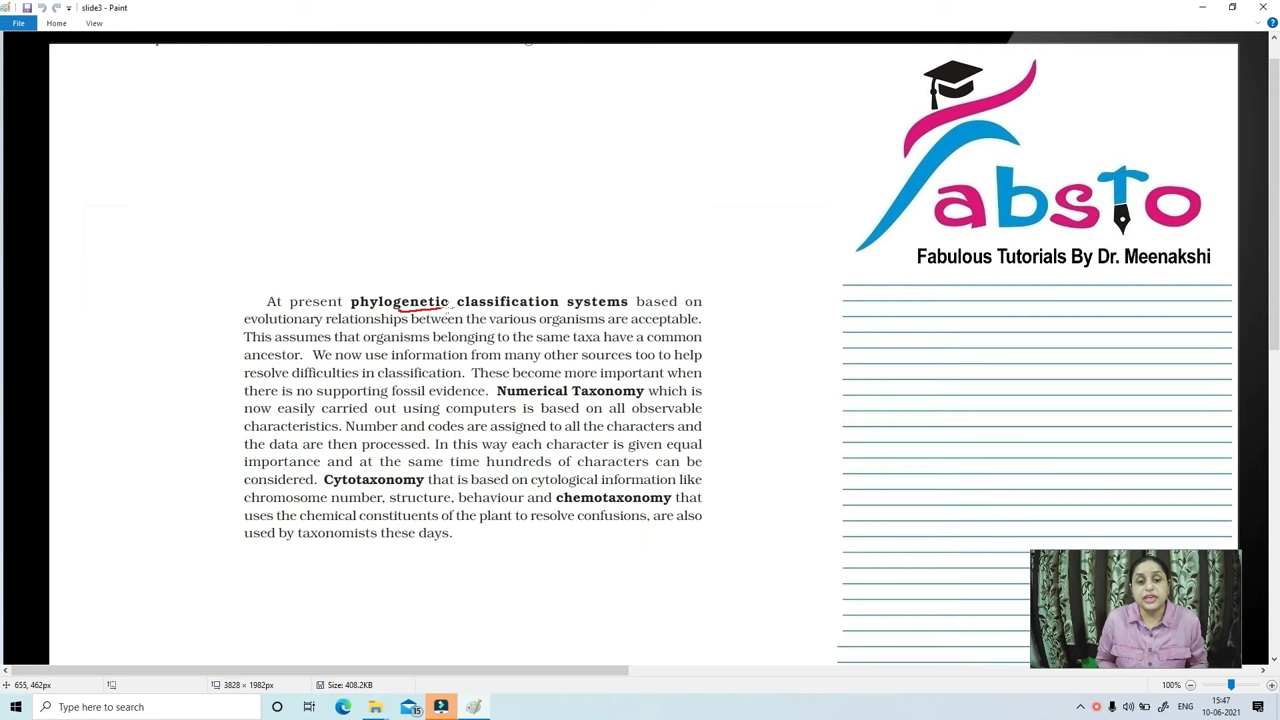 slide3 - Paint
File Home View
absto
Fabulous Tutorials By Dr. Meenakshi
At present phylogenetic classification systems based on
evolutionary relationships between the various organisms are acceptable.
This assumes that organisms belonging to the same taxa have a common
ancestor. We now use information from many other sources too to help
resolve difficulties in classification. These become more important when
there is no supporting fossil evidence. Numerical Taxonomy which is
now easily carried out using computers is based on all observable
characteristics. Number and codes are assigned to all the characters and
the data are then processed. In this way each character is given equal
importance and at the same time hundreds of characters can be
considered. Cytotaxonomy that is based on cytological information like
chromosome number, structure, behaviour and chemotaxonomy that
uses the chemical constituents of the plant to resolve confusions, are also
used by taxonomists these days.
655, 462px 3828 × 1982px Size: 408.2KB 100%
Type here to search 15 ENG 15:47
10-06-2021